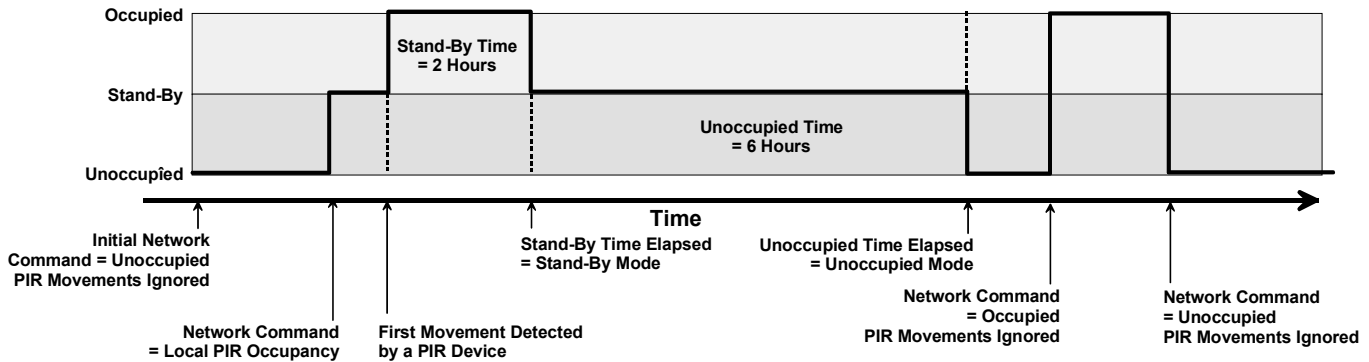 Occupied
Stand-By Time
= 2 Hours
Stand-By
Unoccupied Time
= 6 Hours
Unoccupied
Time
Initial Network
Command = Unoccupied
PIR Movements Ignored
Stand-By Time Elapsed
= Stand-By Mode
Unoccupied Time Elapsed
= Unoccupied Mode
Network Command
= Local PIR Occupancy
First Movement Detected
by a PIR Device
Network Command
= Occupied
PIR Movements Ignored
Network Command
= Unoccupied
PIR Movements Ignored